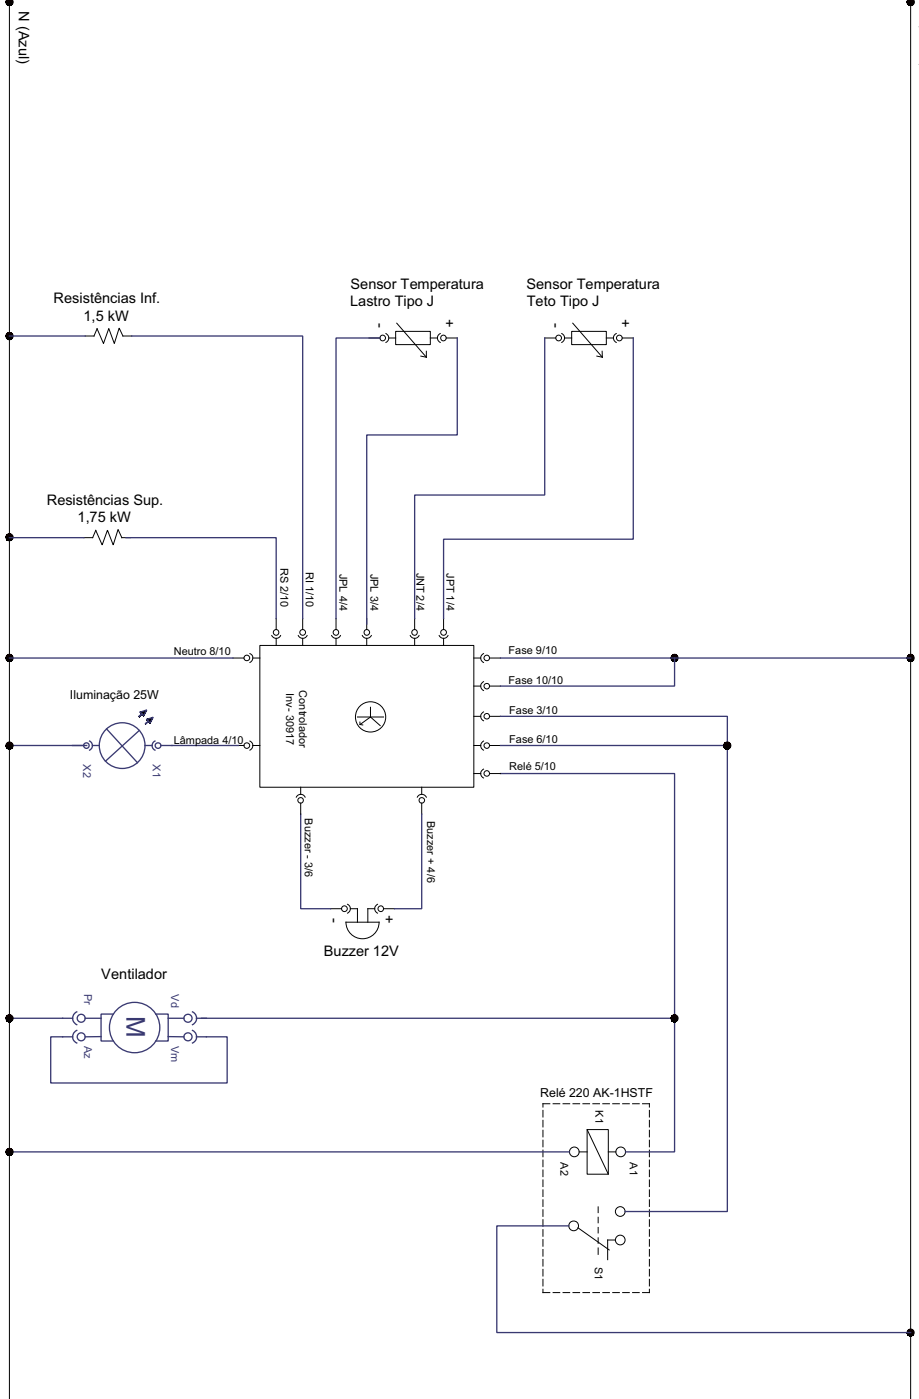 N (Azul)
Sensor Temperatura
Lastro Tipo J
Sensor Temperatura
Teto Tipo J
Resistências Inf.
1,5 kW
- +
- +
Resistências Sup.
1,75 kW
RS 2/10
RI 1/10
JPL 4/4
JPL 3/4
JNT 2/4
JPT 1/4
Neutro 8/10
Fase 9/10
Fase 10/10
Iluminação 25W
Controlador
Inv- 30917
Fase 3/10
Lâmpada 4/10
Fase 6/10
X2
X1
Relé 5/10
Buzzer - 3/6
Buzzer + 4/6
- +
Buzzer 12V
Ventilador
Pr
Vd
M
Az
Vm
Relé 220 AK-1HSTF
K1
A2
A1
S1